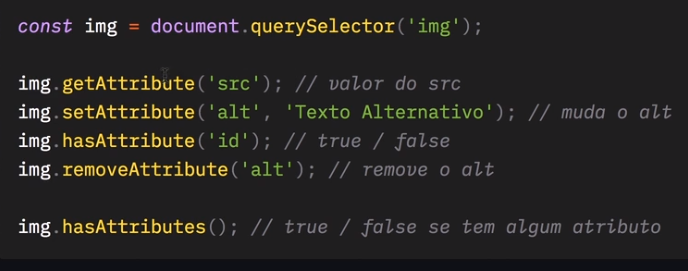 const img = document.querySelector('img');
img.getAttribute('src'); // valor do src
img.setAttribute('alt', 'Texto Alternativo'); // muda o alt
img.hasAttribute('id'); // true / false
img.removeAttribute('alt'); // remove o alt
img.hasAttributes(); // true / false se tem algum atributo